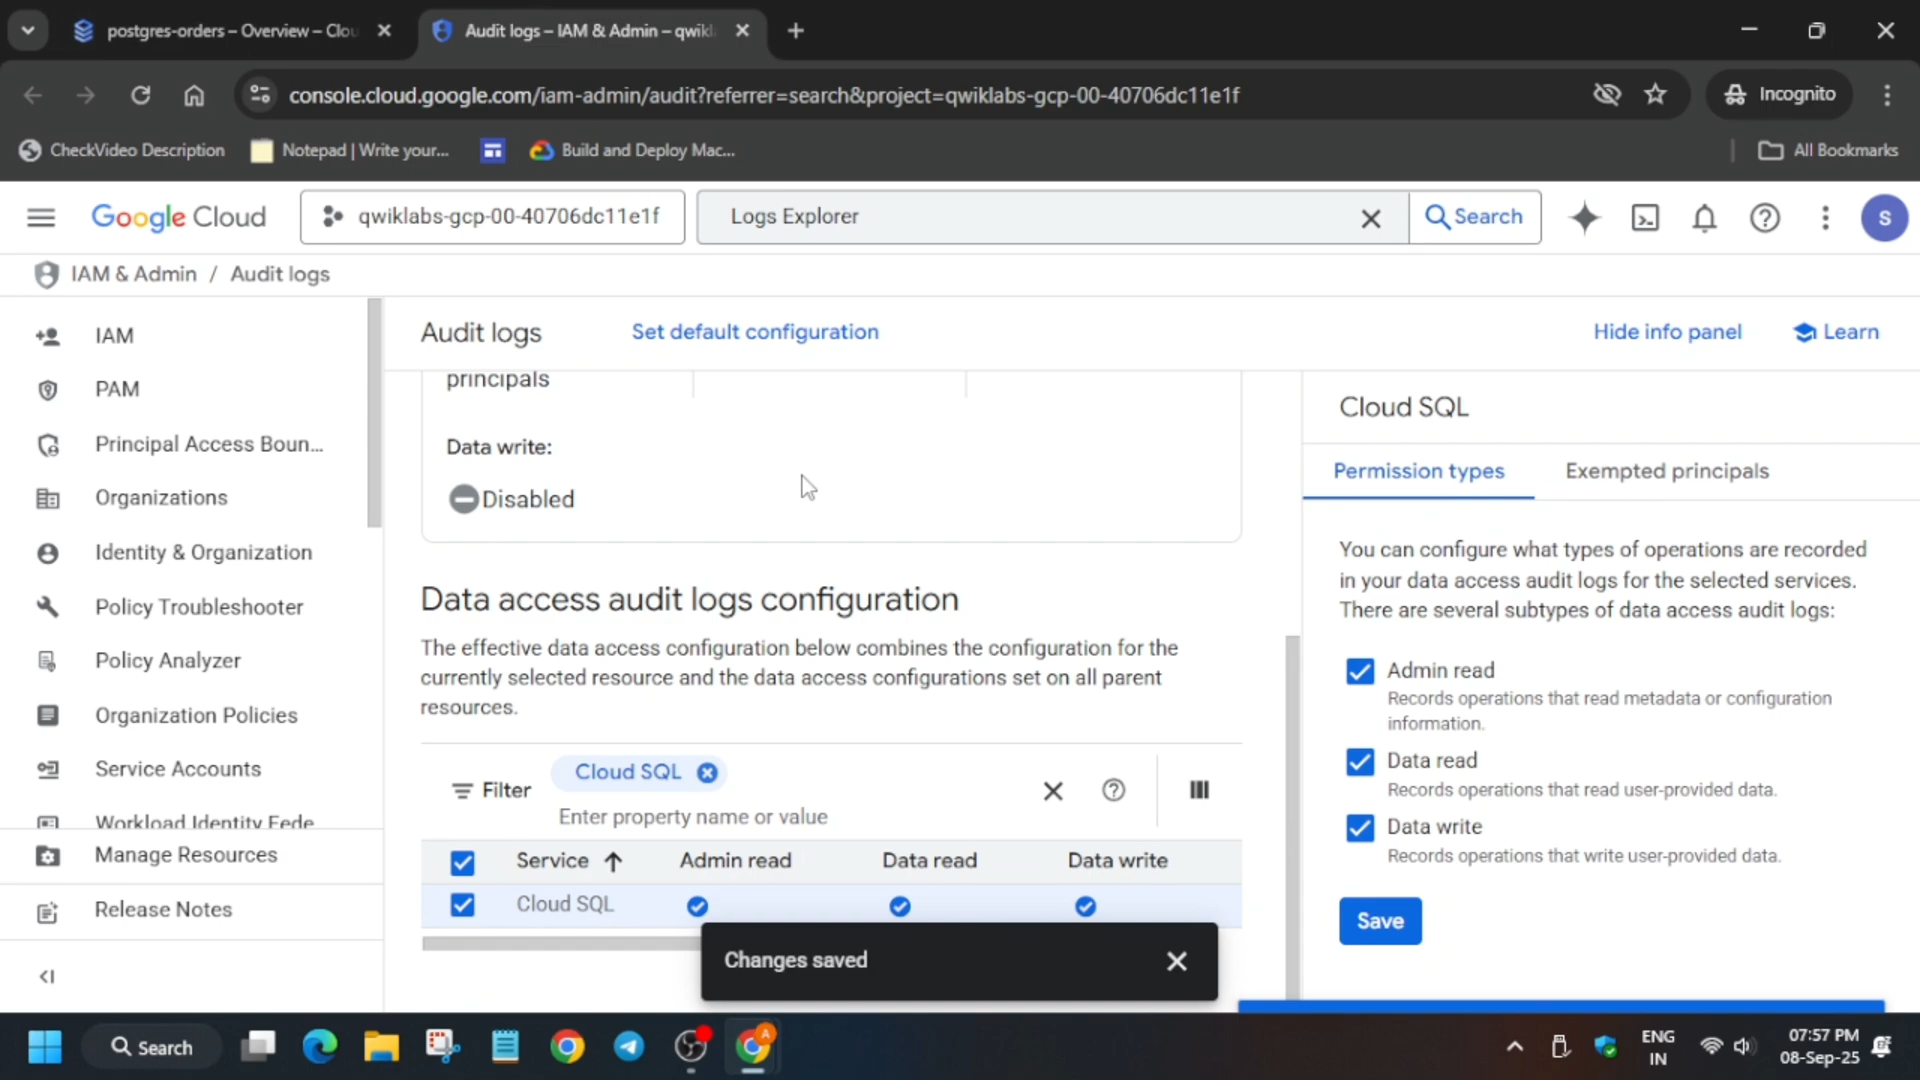 postgres-orders – Overview – Clou
Audit logs – IAM & Admin – qwikl
console.cloud.google.com/iam-admin/audit?referrer=search&project=qwiklabs-gcp-00-40706dc11e1f
Incognito
CheckVideo Description
Notepad | Write your...
Build and Deploy Mac...
All Bookmarks
Google Cloud
qwiklabs-gcp-00-40706dc11e1f
Logs Explorer
Search
S
IAM & Admin / Audit logs
IAM
PAM
Principal Access Boun...
Organizations
Identity & Organization
Policy Troubleshooter
Policy Analyzer
Organization Policies
Service Accounts
Workload Identity Fede
Manage Resources
Release Notes
Audit logs
Set default configuration
Hide info panel
Learn
principals
Data write:
Disabled
Data access audit logs configuration
The effective data access configuration below combines the configuration for the
currently selected resource and the data access configurations set on all parent
resources.
Filter
Cloud SQL
Enter property name or value
Service Admin read Data read Data write
Cloud SQL
Changes saved
Cloud SQL
Permission types
Exempted principals
You can configure what types of operations are recorded
in your data access audit logs for the selected services.
There are several subtypes of data access audit logs:
Admin read
Records operations that read metadata or configuration
information.
Data read
Records operations that read user-provided data.
Data write
Records operations that write user-provided data.
Save
Search
A
ENG
IN
07:57 PM
08-Sep-25